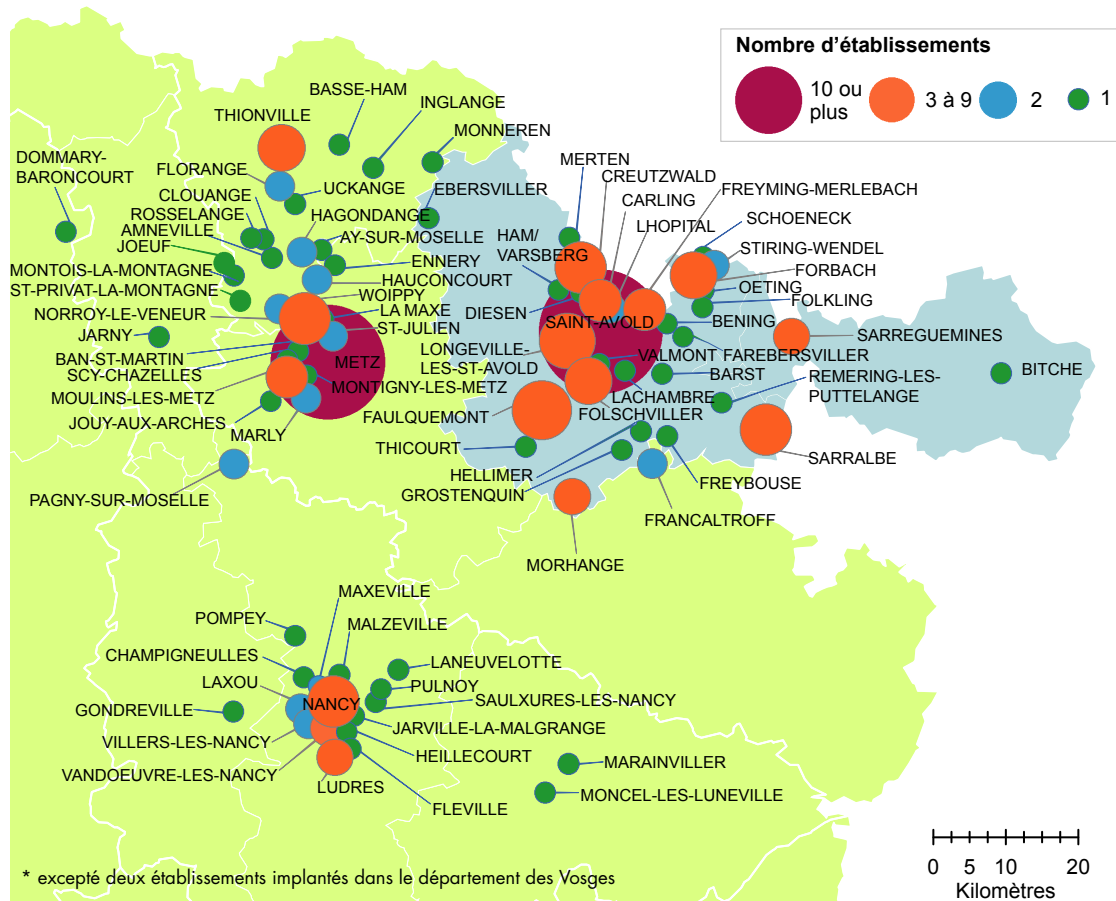 Nombre d'établissements
10 ou
plus
3 à 9
2
1
BASSE-HAM
INGLANGE
THIONVILLE
MONNEREN
DOMMARY-
BARONCOURT
FLORANGE
UCKANGE
EBERSVILLER
CLOUANGE
ROSSELANGE
HAGONDANGE
AMNEVILLE
AY-SUR-MOSELLE
JOEUF
ENNERY
MONTOIS-LA-MONTAGNE
HAUCONCOURT
ST-PRIVAT-LA-MONTAGNE
WOIPPY
NORROY-LE-VENEUR
LA MAXE
JARNY
ST-JULIEN
BAN-ST-MARTIN
METZ
SCY-CHAZELLES
MONTIGNY-LES-METZ
MOULINS-LES-METZ
JOUY-AUX-ARCHES
MARLY
PAGNY-SUR-MOSELLE
MERTEN
CREUTZWALD
FREYMING-MERLEBACH
CARLING
LHOPITAL
SCHOENECK
HAM/
VARSBERG
STIRING-WENDEL
FORBACH
OETING
FOLKLING
DIESEN
SAINT-AVOLD
BENING
SARREGUEMINES
LONGEVILLE-
LES-ST-AVOLD
VALMONT
FAREBERSVILLER
BARST
REMERING-LES-
PUTTELANGE
BITCHE
LACHAMBRE
FAULQUEMONT
FOLSCHVILLER
THICOURT
SARRALBE
HELLIMER
FREYBOUSE
GROSTENQUIN
FRANCALTROFF
MORHANGE
MAXEVILLE
POMPEY
MALZEVILLE
CHAMPIGNEULLES
LANEUVELOTTE
LAXOU
PULNOY
NANCY
SAULXURES-LES-NANCY
GONDREVILLE
JARVILLE-LA-MALGRANGE
VILLERS-LES-NANCY
HEILLECOURT
VANDOEUVRE-LES-NANCY
MARAINVILLER
LUDRES
MONCEL-LES-LUNEVILLE
FLEVILLE
* excepté deux établissements implantés dans le département des Vosges
0 5 10 20
Kilomètres